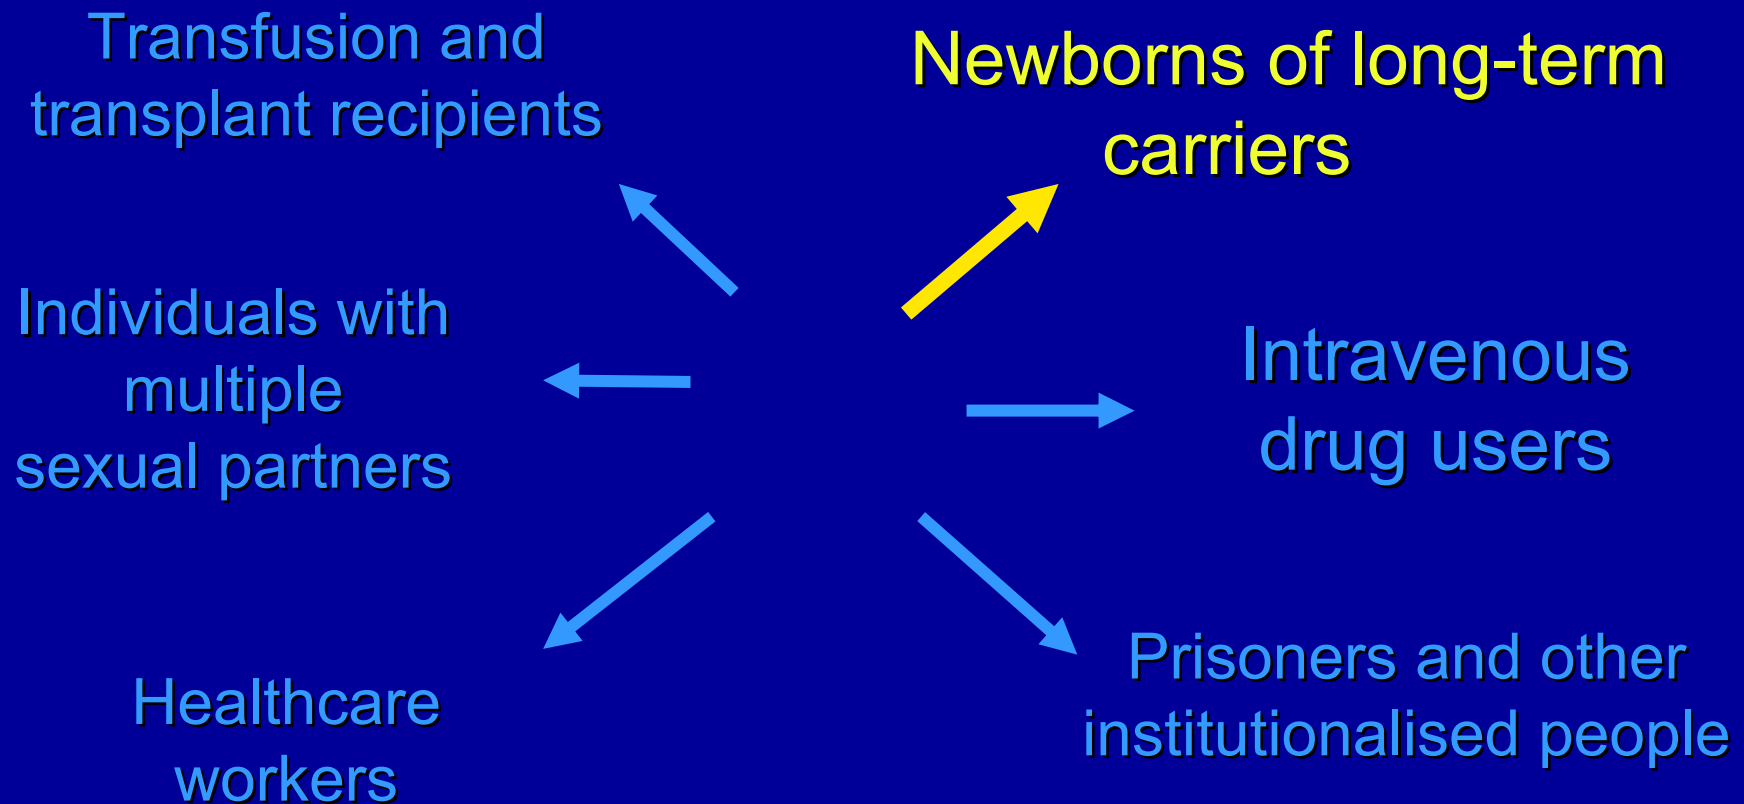 Transfusion and
transplant recipients
Newborns of long-term
carriers
Individuals with
multiple
sexual partners
Intravenous
drug users
Healthcare
workers
Prisoners and other
institutionalised people